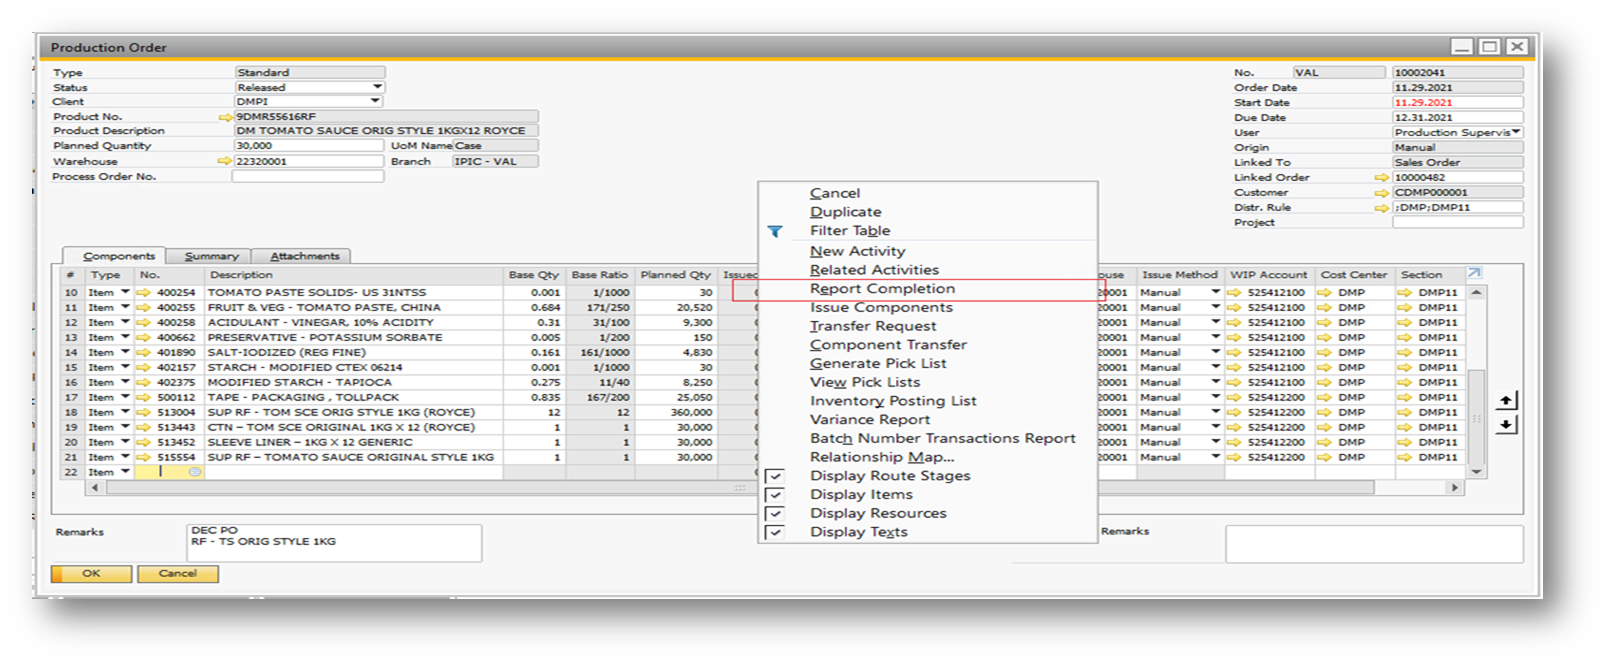 Production Order
Type Standard
Status Released
Client DMPI
Product No. 9DMR55616RF
Product Description DM TOMATO SAUCE ORIG STYLE 1KGX12 ROYCE
Planned Quantity 30,000 UoM Name Case
Warehouse 22320001 Branch IPIC - VAL
Process Order No.
No. VAL 10002041
Order Date 11.29.2021
Start Date 11.29.2021
Due Date 12.31.2021
User Production Supervis
Origin Manual
Linked To Sales Order
Linked Order 10000482
Customer CDMP000001
Distr. Rule ;DMP;DMP11
Project
Components Summary Attachments
# Type No. Description Base Qty Base Ratio Planned Qty Issued ouse Issue Method WIP Account Cost Center Section
10 Item 400254 TOMATO PASTE SOLIDS- US 31NTSS 0.001 1/1000 30 20001 Manual 525412100 DMP DMP11
11 Item 400255 FRUIT & VEG - TOMATO PASTE, CHINA 0.684 171/250 20,520 20001 Manual 525412100 DMP DMP11
12 Item 400258 ACIDULANT - VINEGAR, 10% ACIDITY 0.31 31/100 9,300 20001 Manual 525412100 DMP DMP11
13 Item 400662 PRESERVATIVE - POTASSIUM SORBATE 0.005 1/200 150 20001 Manual 525412100 DMP DMP11
14 Item 401890 SALT-IODIZED (REG FINE) 0.161 161/1000 4,830 20001 Manual 525412100 DMP DMP11
15 Item 402157 STARCH - MODIFIED CTEX 06214 0.001 1/1000 30 20001 Manual 525412100 DMP DMP11
16 Item 402375 MODIFIED STARCH - TAPIOCA 0.275 11/40 8,250 20001 Manual 525412100 DMP DMP11
17 Item 500112 TAPE - PACKAGING , TOLLPACK 0.835 167/200 25,050 20001 Manual 525412200 DMP DMP11
18 Item 513004 SUP RF - TOM SCE ORIG STYLE 1KG (ROYCE) 12 12 360,000 20001 Manual 525412200 DMP DMP11
19 Item 513443 CTN – TOM SCE ORIGINAL 1KG X 12 (ROYCE) 1 1 30,000 20001 Manual 525412200 DMP DMP11
20 Item 513452 SLEEVE LINER – 1KG X 12 GENERIC 1 1 30,000 20001 Manual 525412200 DMP DMP11
21 Item 515554 SUP RF – TOMATO SAUCE ORIGINAL STYLE 1KG 1 1 30,000 20001 Manual 525412200 DMP DMP11
22 Item
Cancel
Duplicate
Filter Table
New Activity
Related Activities
Report Completion
Issue Components
Transfer Request
Component Transfer
Generate Pick List
View Pick Lists
Inventory Posting List
Variance Report
Batch Number Transactions Report
Relationship Map...
Display Route Stages
Display Items
Display Resources
Display Texts
Remarks DEC PO
RF - TS ORIG STYLE 1KG
Remarks
OK Cancel